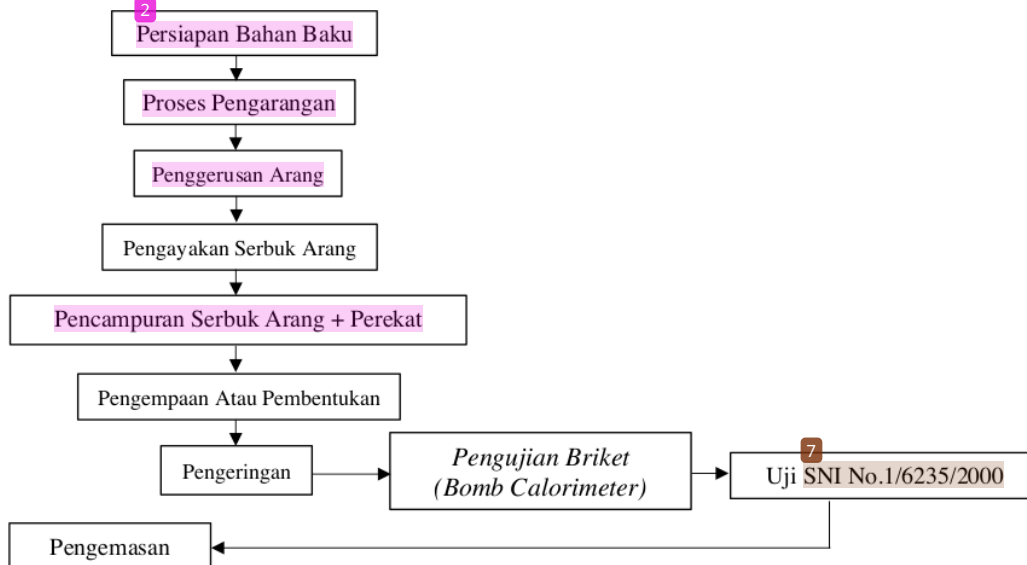 2
Persiapan Bahan Baku
Proses Pengarangan
Penggerusan Arang
Pengayakan Serbuk Arang
Pencampuran Serbuk Arang + Perekat
Pengempaan Atau Pembentukan
Pengeringan
Pengujian Briket
(Bomb Calorimeter)
7
Uji SNI No.1/6235/2000
Pengemasan